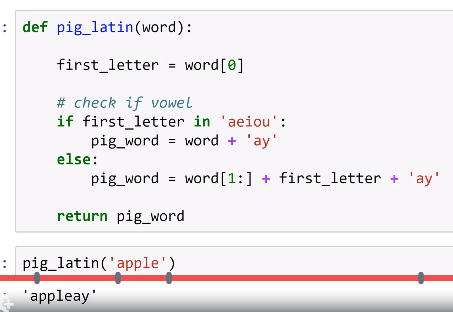 : def pig_latin(word):
first_letter = word[0]
# check if vowel
if first_letter in 'aeiou':
pig_word = word + 'ay'
else:
pig_word = word[1:] + first_letter + 'ay'
return pig_word
: pig_latin('apple')
: 'appleay'